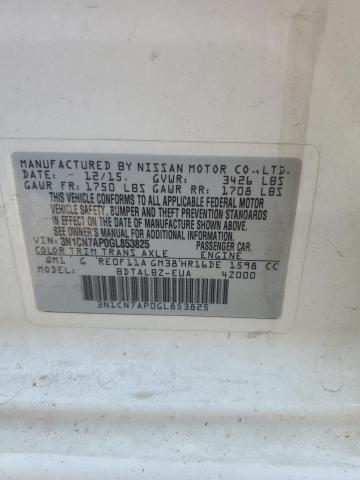 MANUFACTURED BY NISSAN MOTOR CO.,LTD.
DATE: 12/15. GVWR: 3426 LBS
GAWR FR: 1750 LBS GAWR RR: 1708 LBS
THIS VEHICLE CONFORMS TO ALL APPLICABLE FEDERAL MOTOR
VEHICLE SAFETY, BUMPER AND THEFT PREVENTION STANDARDS
IN EFFECT ON THE DATE OF MANUFACTURE SHOWN ABOVE.
SEE OWNER'S MANUAL FOR ADDITIONAL INFORMATION.
VIN: 3N1CN7AP0GL853825 PASSENGER CAR.
COLOR TRIM TRANS AXLE ENGINE
QM1 G RE0F11A GM38 HR16DE 1598 CC
MODEL: BDTALBZ-EUA 42000
3N1CN7AP0GL853825